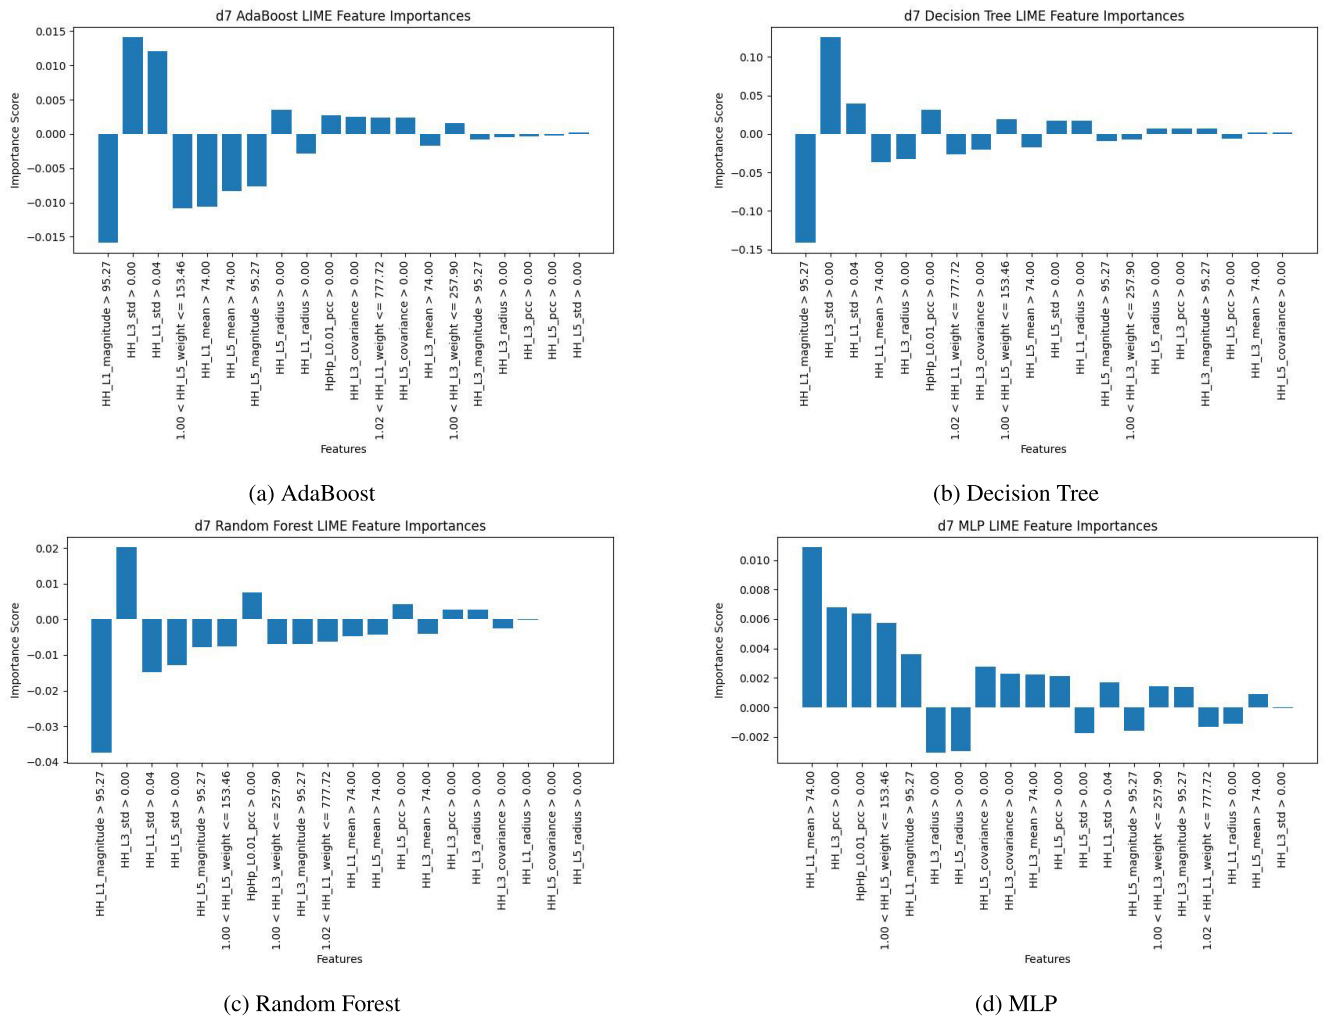 d7 AdaBoost LIME Feature Importances
0.015
0.010
0.005
0.000
−0.005
−0.010
−0.015
Importance Score
HH_L1_magnitude > 95.27
HH_L3_std > 0.00
HH_L1_std > 0.04
1.00 < HH_L5_weight <= 153.46
HH_L1_mean > 74.00
HH_L5_mean > 74.00
HH_L5_magnitude > 95.27
HH_L5_radius > 0.00
HH_L1_radius > 0.00
HpHp_L0.01_pcc > 0.00
HH_L3_covariance > 0.00
1.02 < HH_L1_weight <= 777.72
HH_L5_covariance > 0.00
HH_L3_mean > 74.00
1.00 < HH_L3_weight <= 257.90
HH_L3_magnitude > 95.27
HH_L3_radius > 0.00
HH_L3_pcc > 0.00
HH_L5_pcc > 0.00
HH_L5_std > 0.00
Features
(a) AdaBoost
d7 Decision Tree LIME Feature Importances
0.10
0.05
0.00
−0.05
−0.10
−0.15
Importance Score
HH_L1_magnitude > 95.27
HH_L3_std > 0.00
HH_L1_std > 0.04
HH_L1_mean > 74.00
HH_L3_radius > 0.00
HpHp_L0.01_pcc > 0.00
1.02 < HH_L1_weight <= 777.72
HH_L3_covariance > 0.00
1.00 < HH_L5_weight <= 153.46
HH_L5_mean > 74.00
HH_L5_std > 0.00
HH_L1_radius > 0.00
HH_L5_magnitude > 95.27
1.00 < HH_L3_weight <= 257.90
HH_L5_radius > 0.00
HH_L3_pcc > 0.00
HH_L3_magnitude > 95.27
HH_L5_pcc > 0.00
HH_L3_mean > 74.00
HH_L5_covariance > 0.00
Features
(b) Decision Tree
d7 Random Forest LIME Feature Importances
0.02
0.01
0.00
−0.01
−0.02
−0.03
−0.04
Importance Score
HH_L1_magnitude > 95.27
HH_L3_std > 0.00
HH_L1_std > 0.04
HH_L5_std > 0.00
HH_L5_magnitude > 95.27
1.00 < HH_L5_weight <= 153.46
HpHp_L0.01_pcc > 0.00
1.00 < HH_L3_weight <= 257.90
HH_L3_magnitude > 95.27
1.02 < HH_L1_weight <= 777.72
HH_L1_mean > 74.00
HH_L5_mean > 74.00
HH_L5_pcc > 0.00
HH_L3_mean > 74.00
HH_L3_pcc > 0.00
HH_L3_radius > 0.00
HH_L3_covariance > 0.00
HH_L1_radius > 0.00
HH_L5_covariance > 0.00
HH_L5_radius > 0.00
Features
(c) Random Forest
d7 MLP LIME Feature Importances
0.010
0.008
0.006
0.004
0.002
0.000
−0.002
Importance Score
HH_L1_mean > 74.00
HH_L3_pcc > 0.00
HpHp_L0.01_pcc > 0.00
1.00 < HH_L5_weight <= 153.46
HH_L1_magnitude > 95.27
HH_L3_radius > 0.00
HH_L5_radius > 0.00
HH_L5_covariance > 0.00
HH_L3_covariance > 0.00
HH_L3_mean > 74.00
HH_L5_pcc > 0.00
HH_L5_std > 0.00
HH_L1_std > 0.04
HH_L5_magnitude > 95.27
1.00 < HH_L3_weight <= 257.90
HH_L3_magnitude > 95.27
1.02 < HH_L1_weight <= 777.72
HH_L1_radius > 0.00
HH_L5_mean > 74.00
HH_L3_std > 0.00
Features
(d) MLP